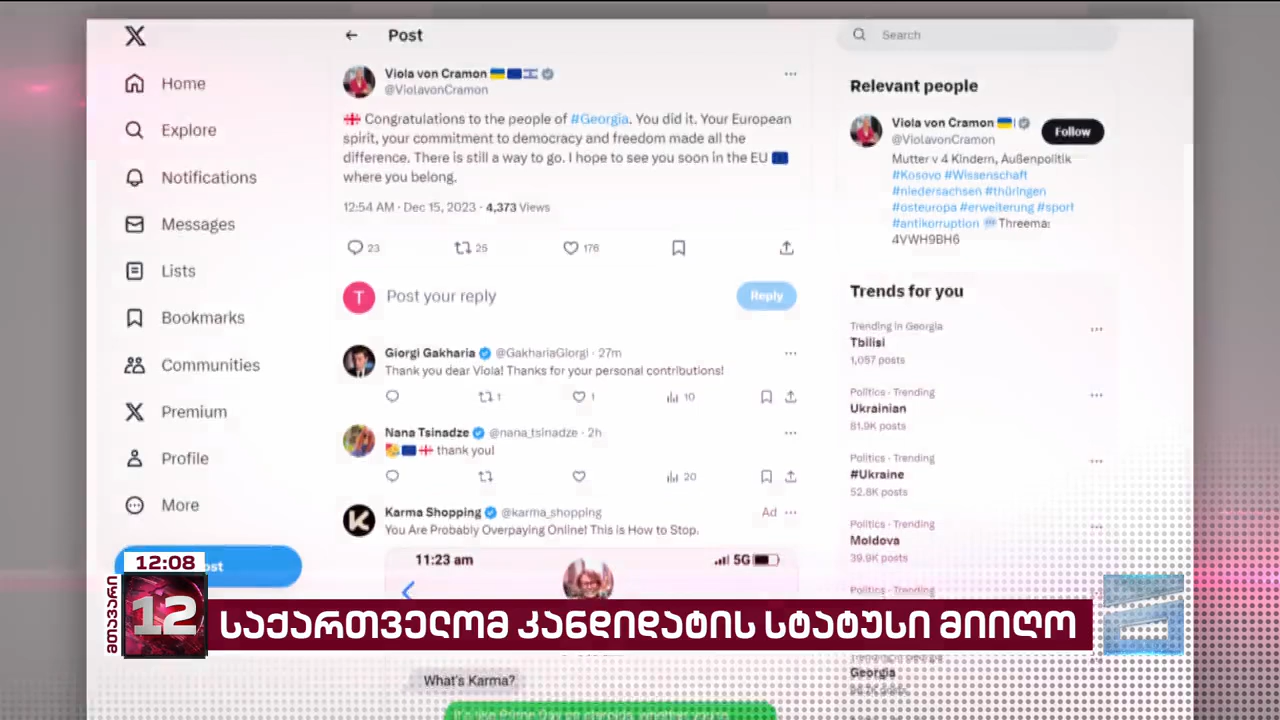 Home
Explore
Notifications
Messages
Lists
Bookmarks
Communities
Premium
Profile
More
Post
Viola von Cramon
@ViolavonCramon
Congratulations to the people of #Georgia. You did it. Your European
spirit, your commitment to democracy and freedom made all the
difference. There is still a way to go. I hope to see you soon in the EU
where you belong.
12:54 AM · Dec 15, 2023 · 4,373 Views
23 25 176
T Post your reply Reply
Giorgi Gakharia @GakhariaGiorgi · 27m
Thank you dear Viola! Thanks for your personal contributions!
1 1 10
Nana Tsinadze @nana_tsinadze · 2h
thank you!
20
Karma Shopping @karma_shopping Ad
You Are Probably Overpaying Online! This is How to Stop.
11:23 am 5G
What's Karma?
Search
Relevant people
Viola von Cramon
@ViolavonCramon
Follow
Mutter v 4 Kindern, Außenpolitik
#Kosovo #Wissenschaft
#niedersachsen #thüringen
#osteuropa #erweiterung #sport
#antikorruption Threema:
4VWH9BH6
Trends for you
Trending in Georgia
Tbilisi
1,057 posts
Politics · Trending
Ukrainian
81.9K posts
Politics · Trending
#Ukraine
52.8K posts
Politics · Trending
Moldova
39.9K posts
Politics · Trending
Georgia
12:08
მთავარი
12
საქართველომ კანდიდატის სტატუსი მიიღო